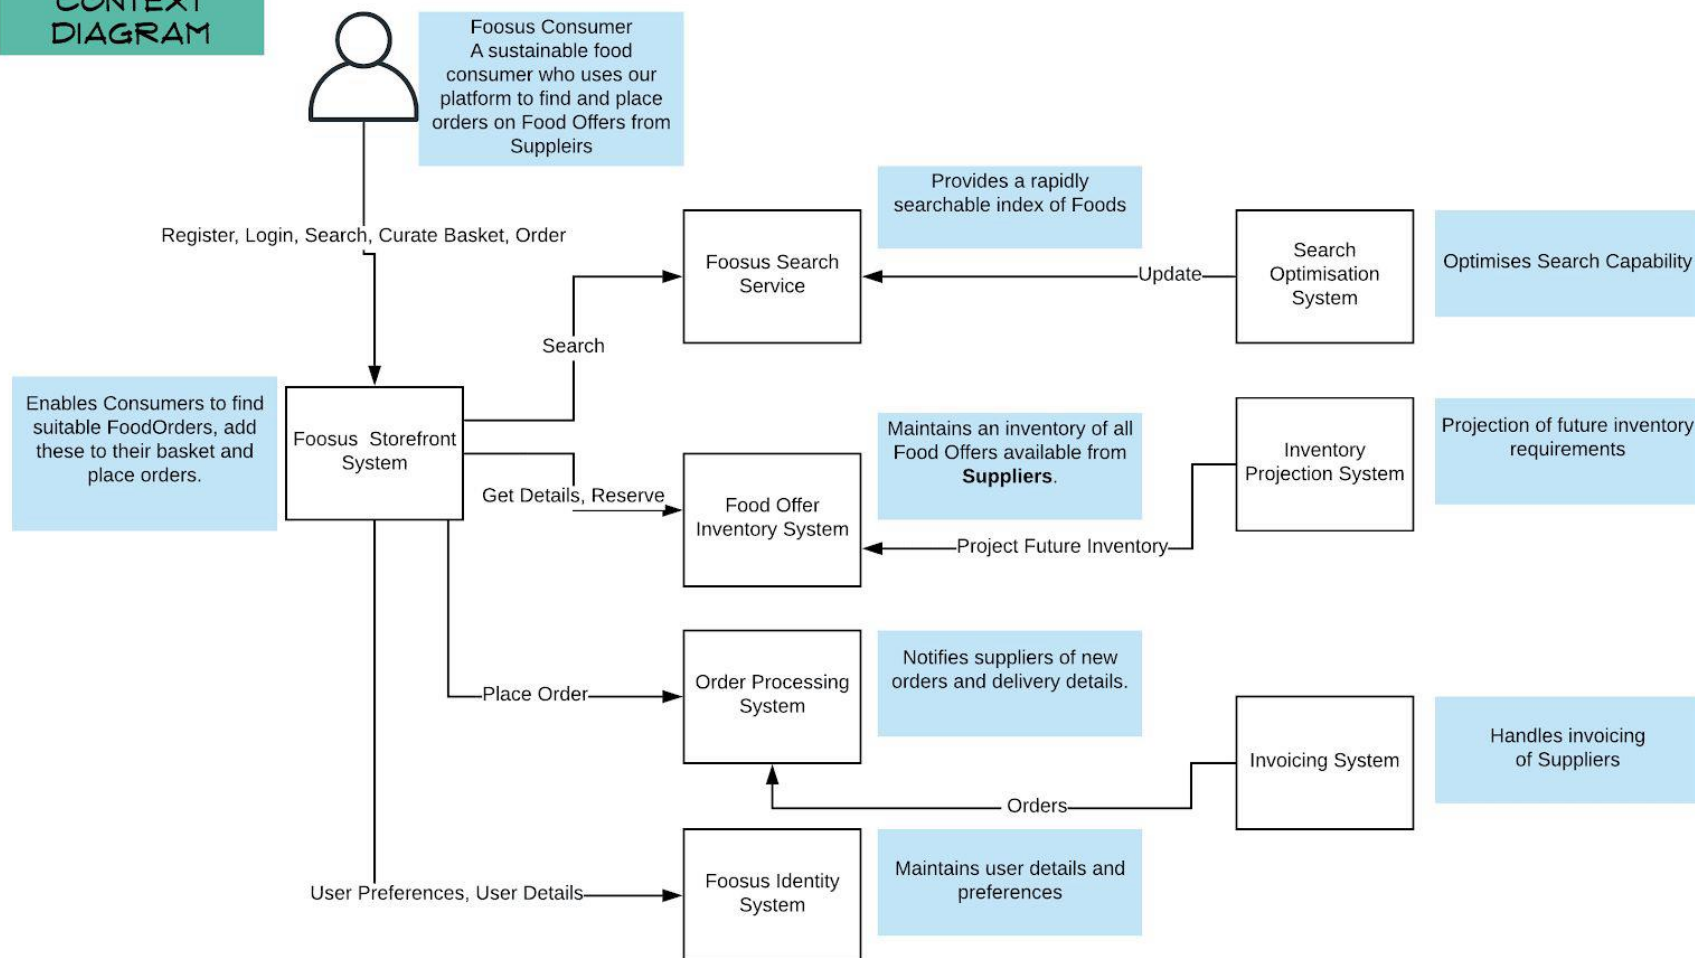 CONTEXT
DIAGRAM
Foosus Consumer
A sustainable food
consumer who uses our
platform to find and place
orders on Food Offers from
Suppleirs
Register, Login, Search, Curate Basket, Order
Provides a rapidly
searchable index of Foods
Foosus Search
Service
Update
Search
Optimisation
System
Optimises Search Capability
Search
Enables Consumers to find
suitable FoodOrders, add
these to their basket and
place orders.
Foosus Storefront
System
Get Details, Reserve
Maintains an inventory of all
Food Offers available from
Suppliers.
Food Offer
Inventory System
Project Future Inventory
Inventory
Projection System
Projection of future inventory
requirements
Place Order
Order Processing
System
Notifies suppliers of new
orders and delivery details.
Orders
Invoicing System
Handles invoicing
of Suppliers
User Preferences, User Details
Foosus Identity
System
Maintains user details and
preferences